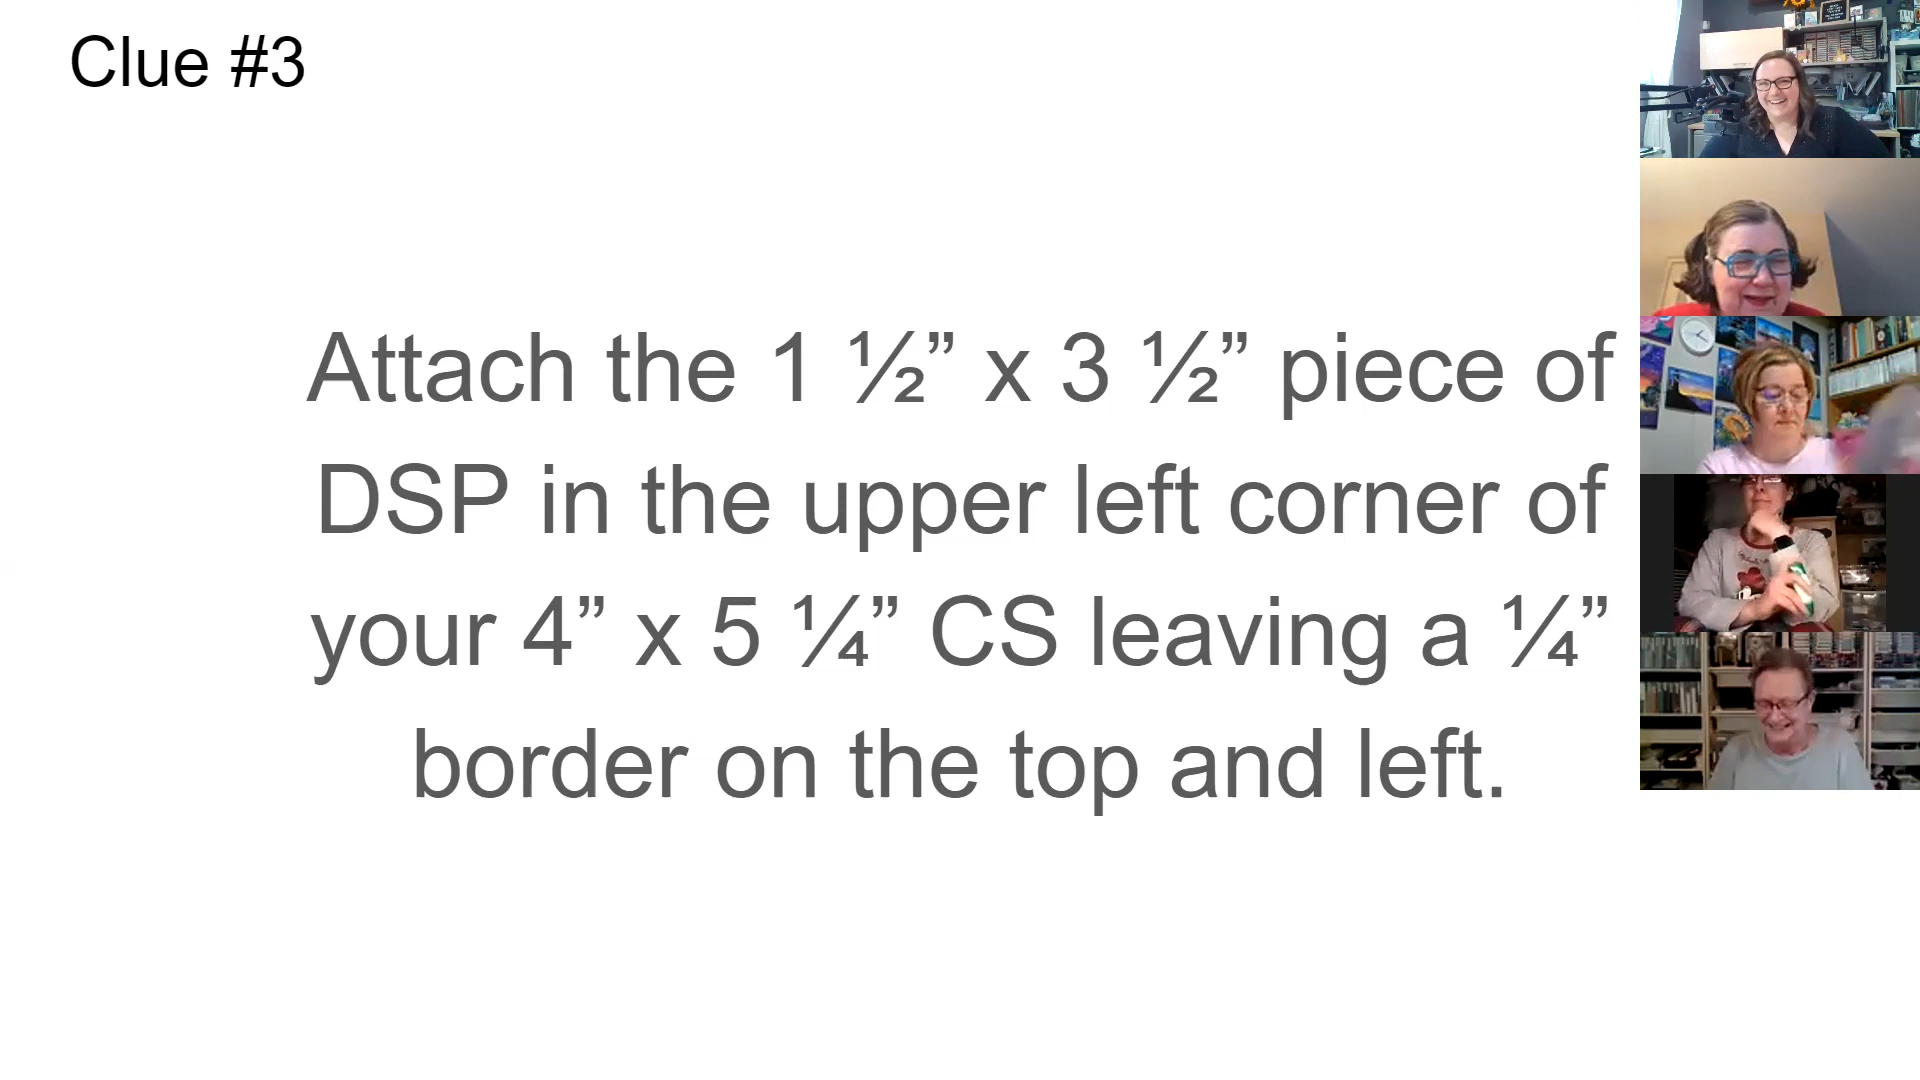 Clue #3
Attach the 1 ½” x 3 ½” piece of
DSP in the upper left corner of
your 4” x 5 ¼” CS leaving a ¼”
border on the top and left.